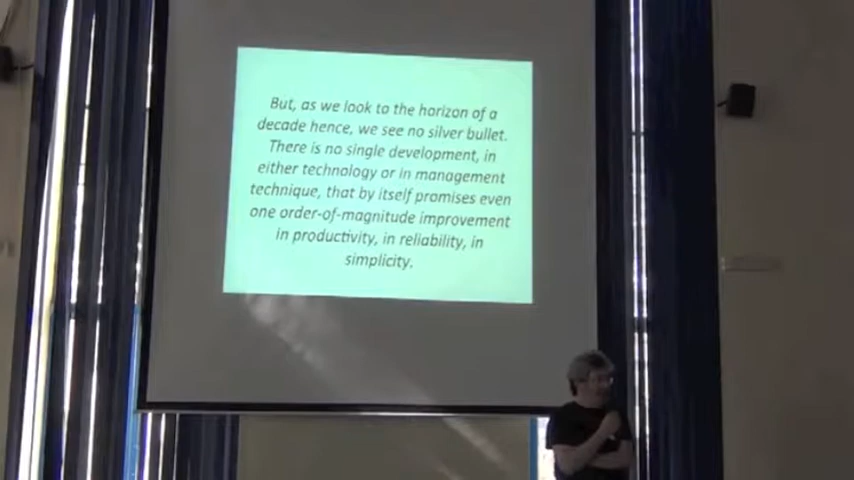 But, as we look to the horizon of a
decade hence, we see no silver bullet.
There is no single development, in
either technology or in management
technique, that by itself promises even
one order-of-magnitude improvement
in productivity, in reliability, in
simplicity.